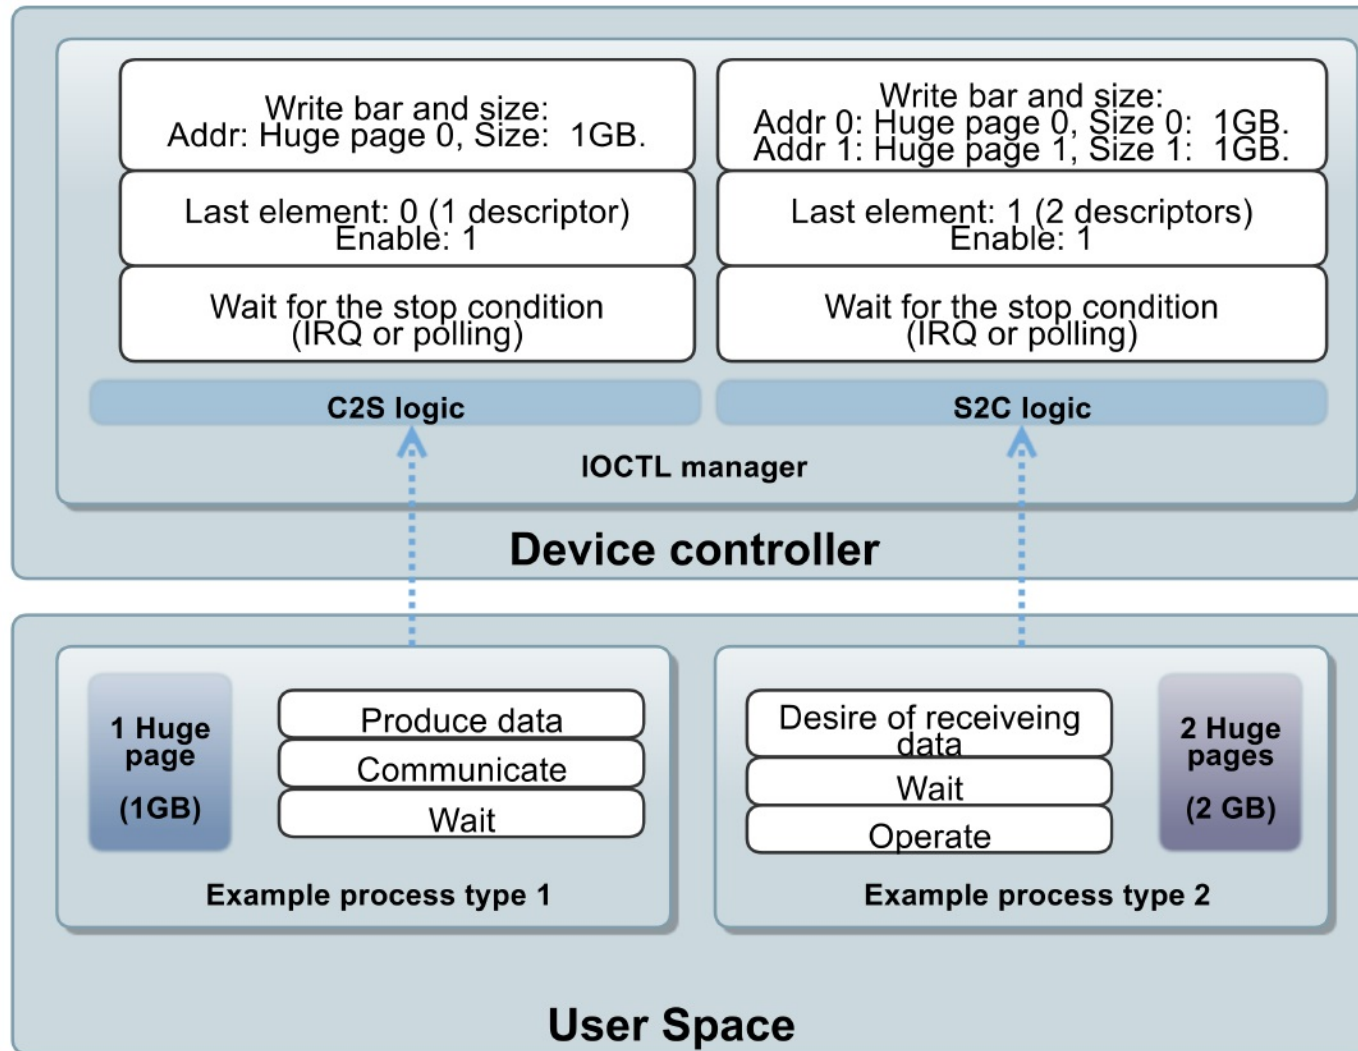 Write bar and size:
Addr: Huge page 0, Size: 1GB.
Last element: 0 (1 descriptor)
Enable: 1
Wait for the stop condition
(IRQ or polling)
C2S logic
Write bar and size:
Addr 0: Huge page 0, Size 0: 1GB.
Addr 1: Huge page 1, Size 1: 1GB.
Last element: 1 (2 descriptors)
Enable: 1
Wait for the stop condition
(IRQ or polling)
S2C logic
IOCTL manager
Device controller
1 Huge
page
(1GB)
Produce data
Communicate
Wait
Example process type 1
Desire of receiveing
data
Wait
Operate
2 Huge
pages
(2 GB)
Example process type 2
User Space